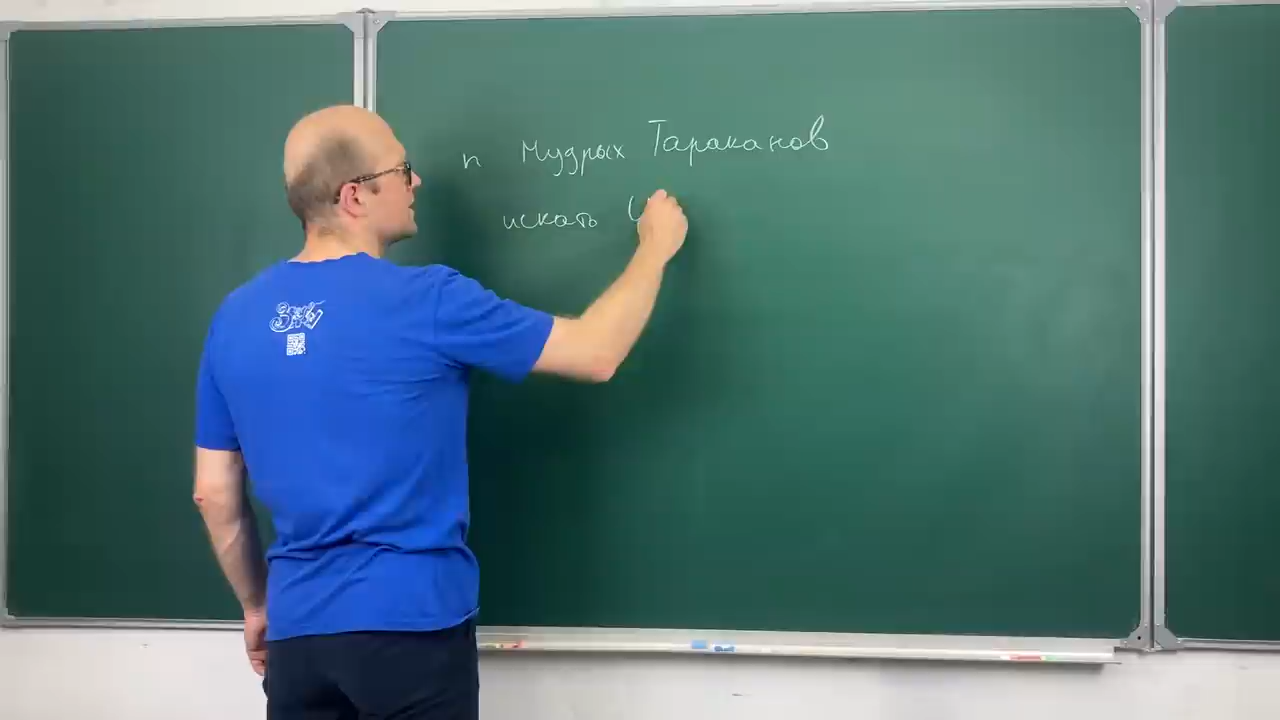 n Мудрых Тараканов
искать